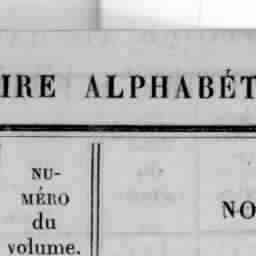 IRE ALPHABÉT
NU-
MÉRO
du
volume.
NO